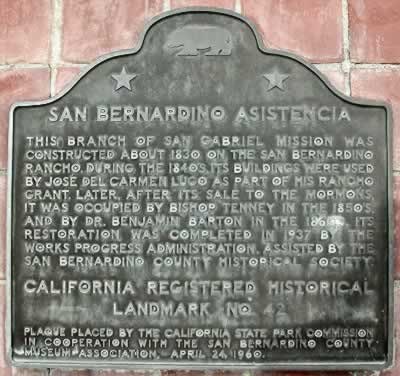 SAN BERNARDINO ASISTENCIA
THIS BRANCH OF SAN GABRIEL MISSION WAS
CONSTRUCTED ABOUT 1830 ON THE SAN BERNARDINO
RANCHO. DURING THE 1840S, ITS BUILDINGS WERE USED
BY JOSÉ DEL CARMEN LUGO AS PART OF HIS RANCHO
GRANT. LATER, AFTER ITS SALE TO THE MORMONS,
IT WAS OCCUPIED BY BISHOP TENNEY IN THE 1850S,
AND BY DR. BENJAMIN BARTON IN THE 1860S. ITS
RESTORATION WAS COMPLETED IN 1937 BY THE
WORKS PROGRESS ADMINISTRATION, ASSISTED BY THE
SAN BERNARDINO COUNTY HISTORICAL SOCIETY.
CALIFORNIA REGISTERED HISTORICAL
LANDMARK NO. 42
PLAQUE PLACED BY THE CALIFORNIA STATE PARK COMMISSION
IN COOPERATION WITH THE SAN BERNARDINO COUNTY
MUSEUM ASSOCIATION, APRIL 24, 1960.